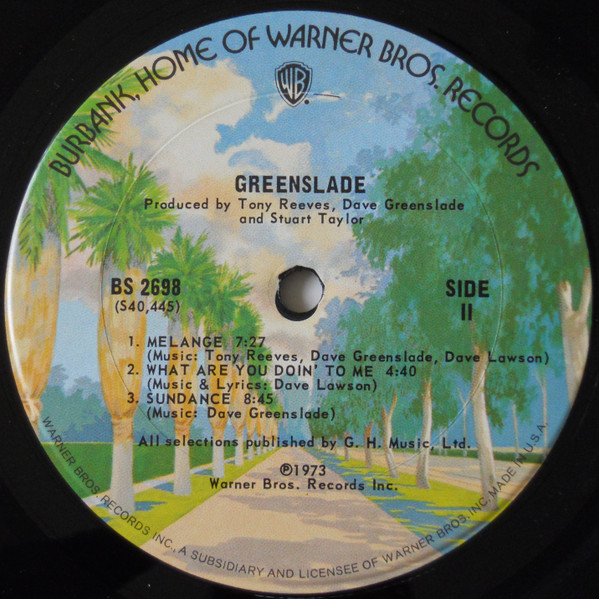 BURBANK, HOME OF WARNER BROS. RECORDS
WB
GREENSLADE
Produced by Tony Reeves, Dave Greenslade
and Stuart Taylor
BS 2698
(S40,445)
SIDE
II
1. MELANGE 7:27
(Music: Tony Reeves, Dave Greenslade, Dave Lawson)
2. WHAT ARE YOU DOIN' TO ME 4:40
(Music & Lyrics: Dave Lawson)
3. SUNDANCE 8:45
(Music: Dave Greenslade)
All selections published by G. H. Music, Ltd.
℗1973
Warner Bros. Records Inc.
WARNER BROS. RECORDS INC., A SUBSIDIARY AND LICENSEE OF WARNER BROS. INC. MADE IN U.S.A.